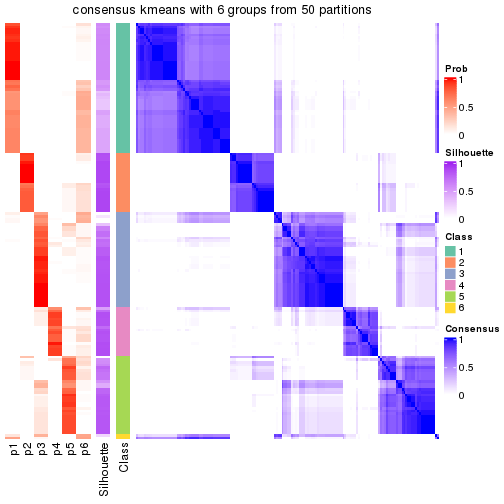 consensus kmeans with 6 groups from 50 partitions
Prob
1
0.5
0
Silhouette
1
0.5
0
Class
1
2
3
4
5
6
Consensus
1
0.5
0
p1
p2
p3
p4
p5
p6
Silhouette
Class